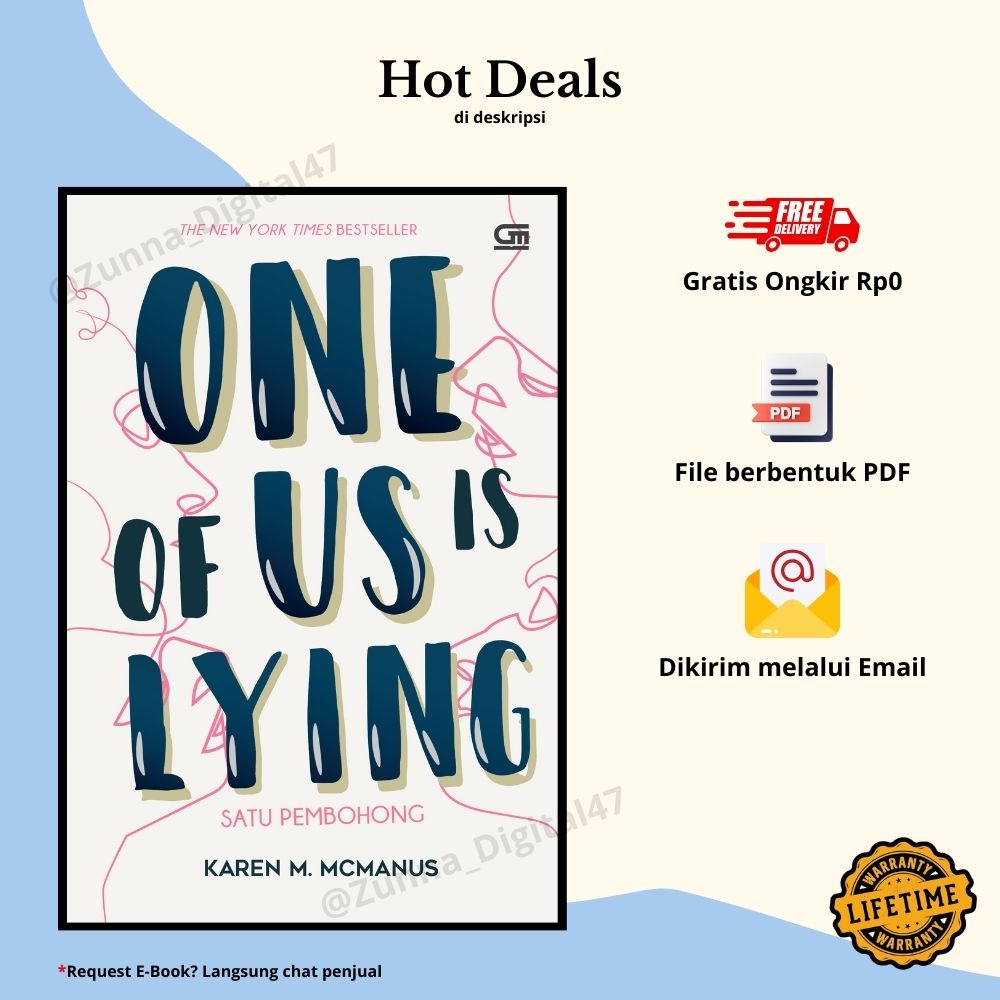 Hot Deals
di deskripsi
@Zunna_Digital47
THE NEW YORK TIMES BESTSELLER
GM
ONE
OF US IS
LYING
SATU PEMBOHONG
KAREN M. MCMANUS
@Zunna_Digital47
FREE
DELIVERY
Gratis Ongkir Rp0
PDF
File berbentuk PDF
@
Dikirim melalui Email
WARRANTY
LIFETIME
WARRANTY
*Request E-Book? Langsung chat penjual